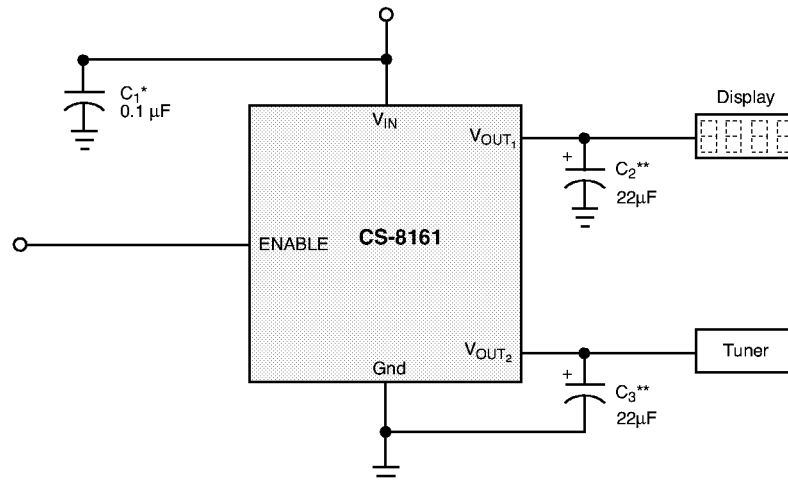 C1*
0.1 µF
VIN
VOUT1
Display
+
C2**
22µF
ENABLE
CS-8161
VOUT2
Tuner
Gnd
+
C3**
22µF